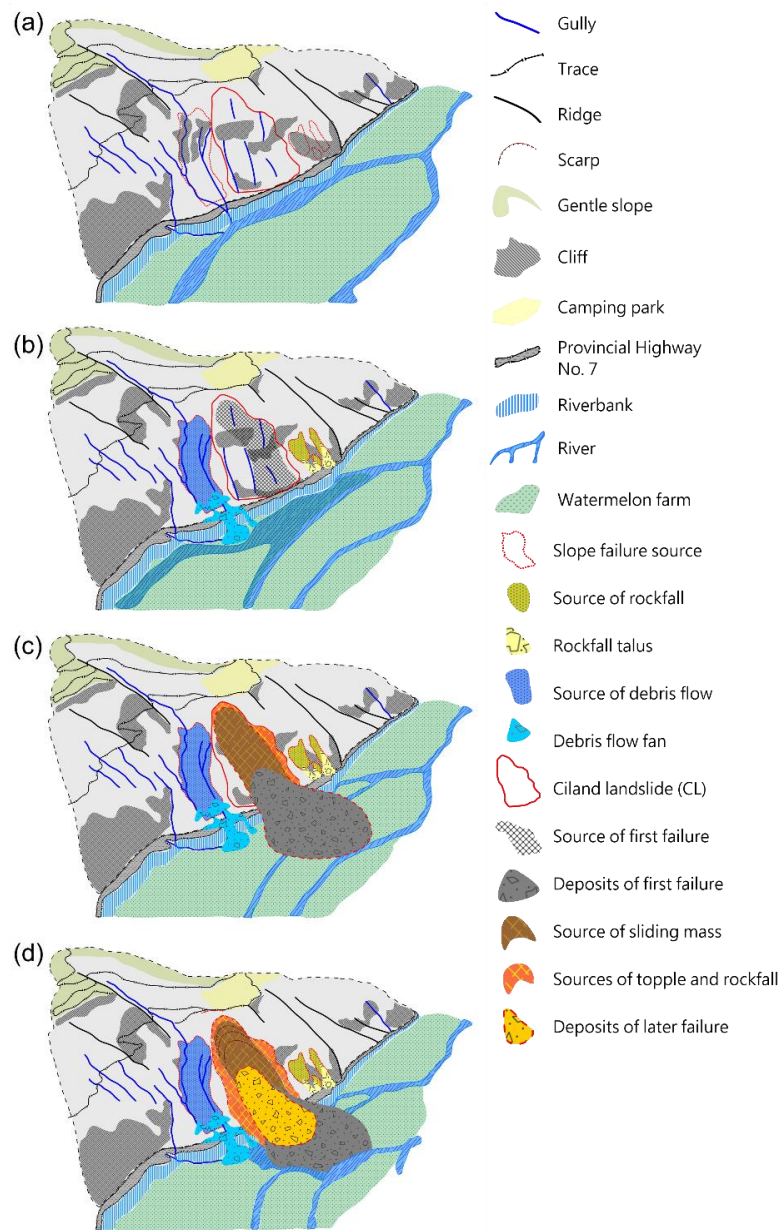 (a)
(b)
(c)
(d)
Gully
Trace
Ridge
Scarp
Gentle slope
Cliff
Camping park
Provincial Highway
No. 7
Riverbank
River
Watermelon farm
Slope failure source
Source of rockfall
Rockfall talus
Source of debris flow
Debris flow fan
Ciland landslide (CL)
Source of first failure
Deposits of first failure
Source of sliding mass
Sources of topple and rockfall
Deposits of later failure